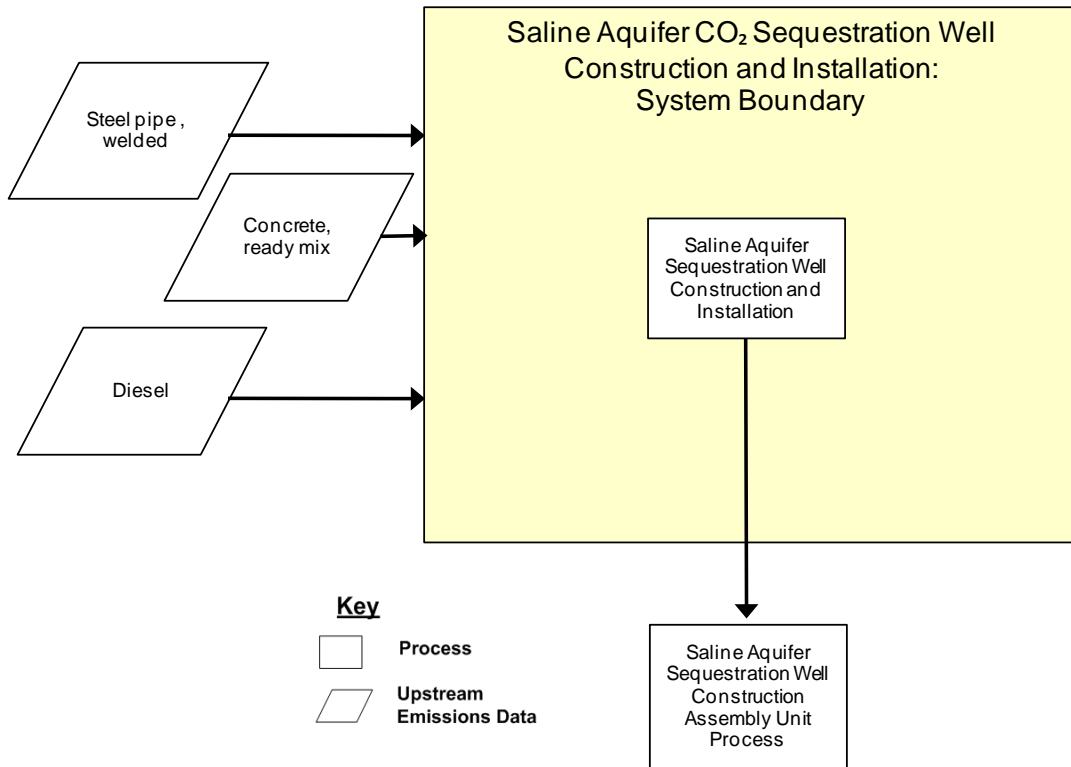 Saline Aquifer CO₂ Sequestration Well
Construction and Installation:
System Boundary
Steel pipe ,
welded
Concrete,
ready mix
Saline Aquifer
Sequestration Well
Construction and
Installation
Diesel
Key
Process
Upstream
Emissions Data
Saline Aquifer
Sequestration Well
Construction
Assembly Unit
Process